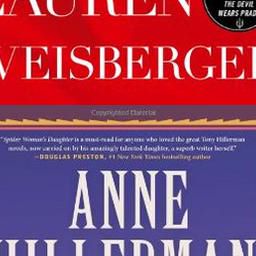 LAUREN
THE DEVIL
WEARS PRAD
WEISBERGER
Copyrighted Material
"Spider Woman's Daughter is a must-read for anyone who loved the great Tony Hillerman
novels, now carried on by his amazingly talented daughter, a superb writer herself."
—DOUGLAS PRESTON, #1 New York Times bestselling author
ANNE
HILLERMAN